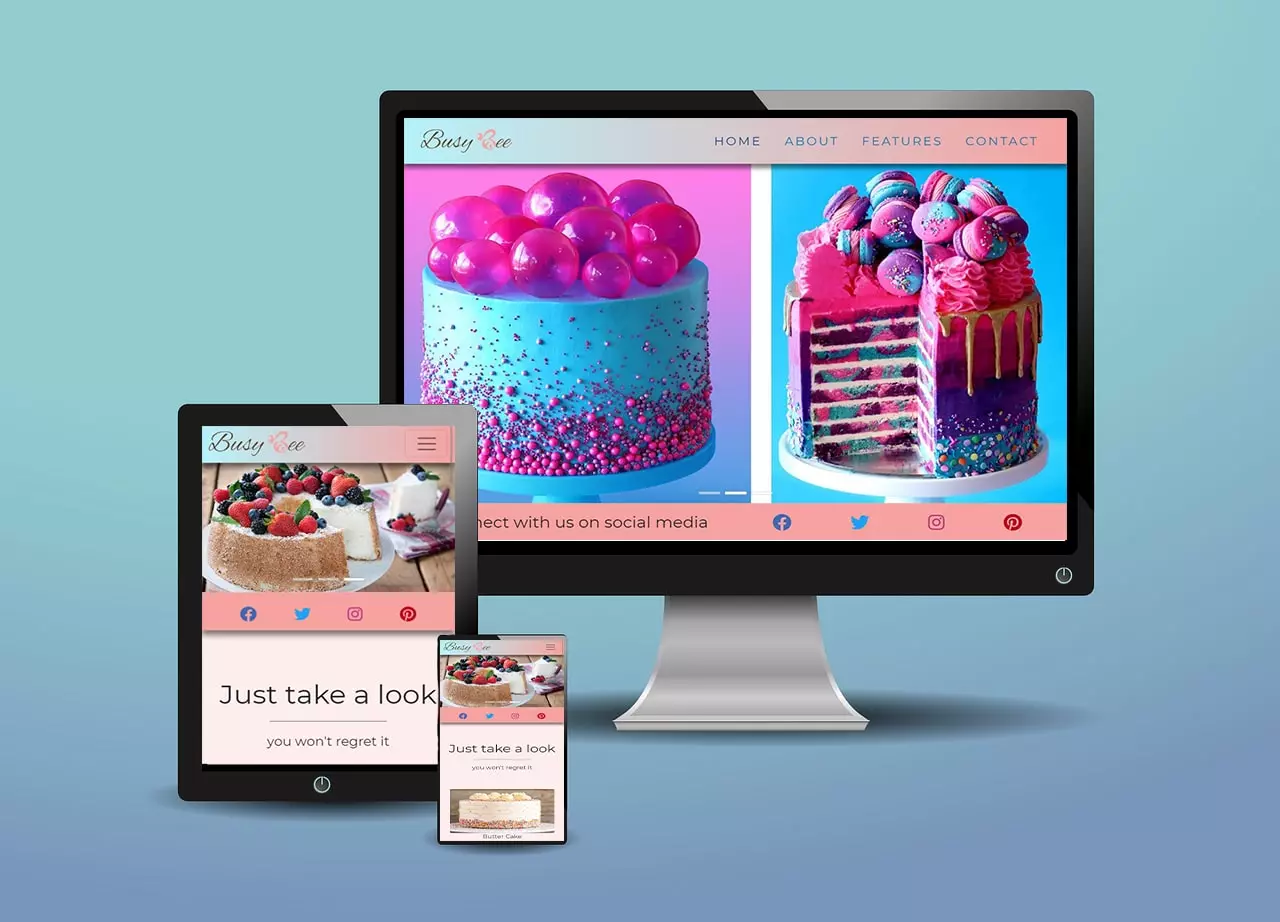 Busy Bee
HOME ABOUT FEATURES CONTACT
nect with us on social media
Busy Bee
Just take a look
you won't regret it
Busy Bee
Just take a look
you won't regret it
Butter Cake